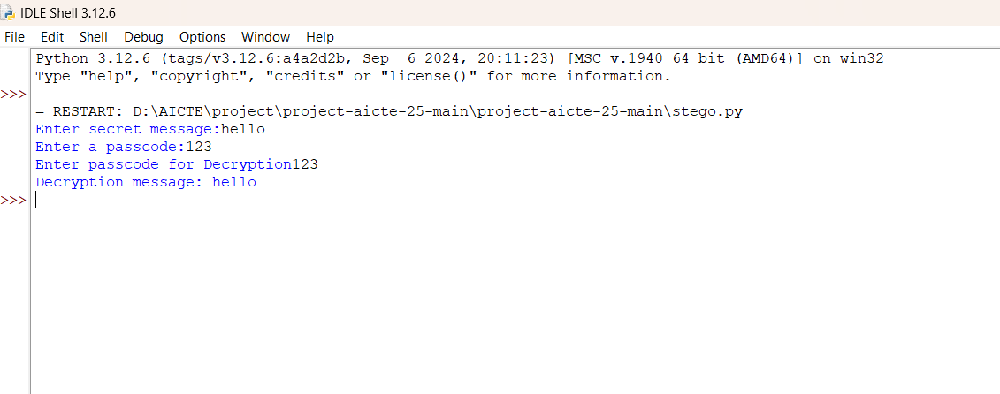 IDLE Shell 3.12.6
File Edit Shell Debug Options Window Help
Python 3.12.6 (tags/v3.12.6:a4a2d2b, Sep  6 2024, 20:11:23) [MSC v.1940 64 bit (AMD64)] on win32
Type "help", "copyright", "credits" or "license()" for more information.
>>>
= RESTART: D:\AICTE\project\project-aicte-25-main\project-aicte-25-main\stego.py
Enter secret message:hello
Enter a passcode:123
Enter passcode for Decryption123
Decryption message: hello
>>>